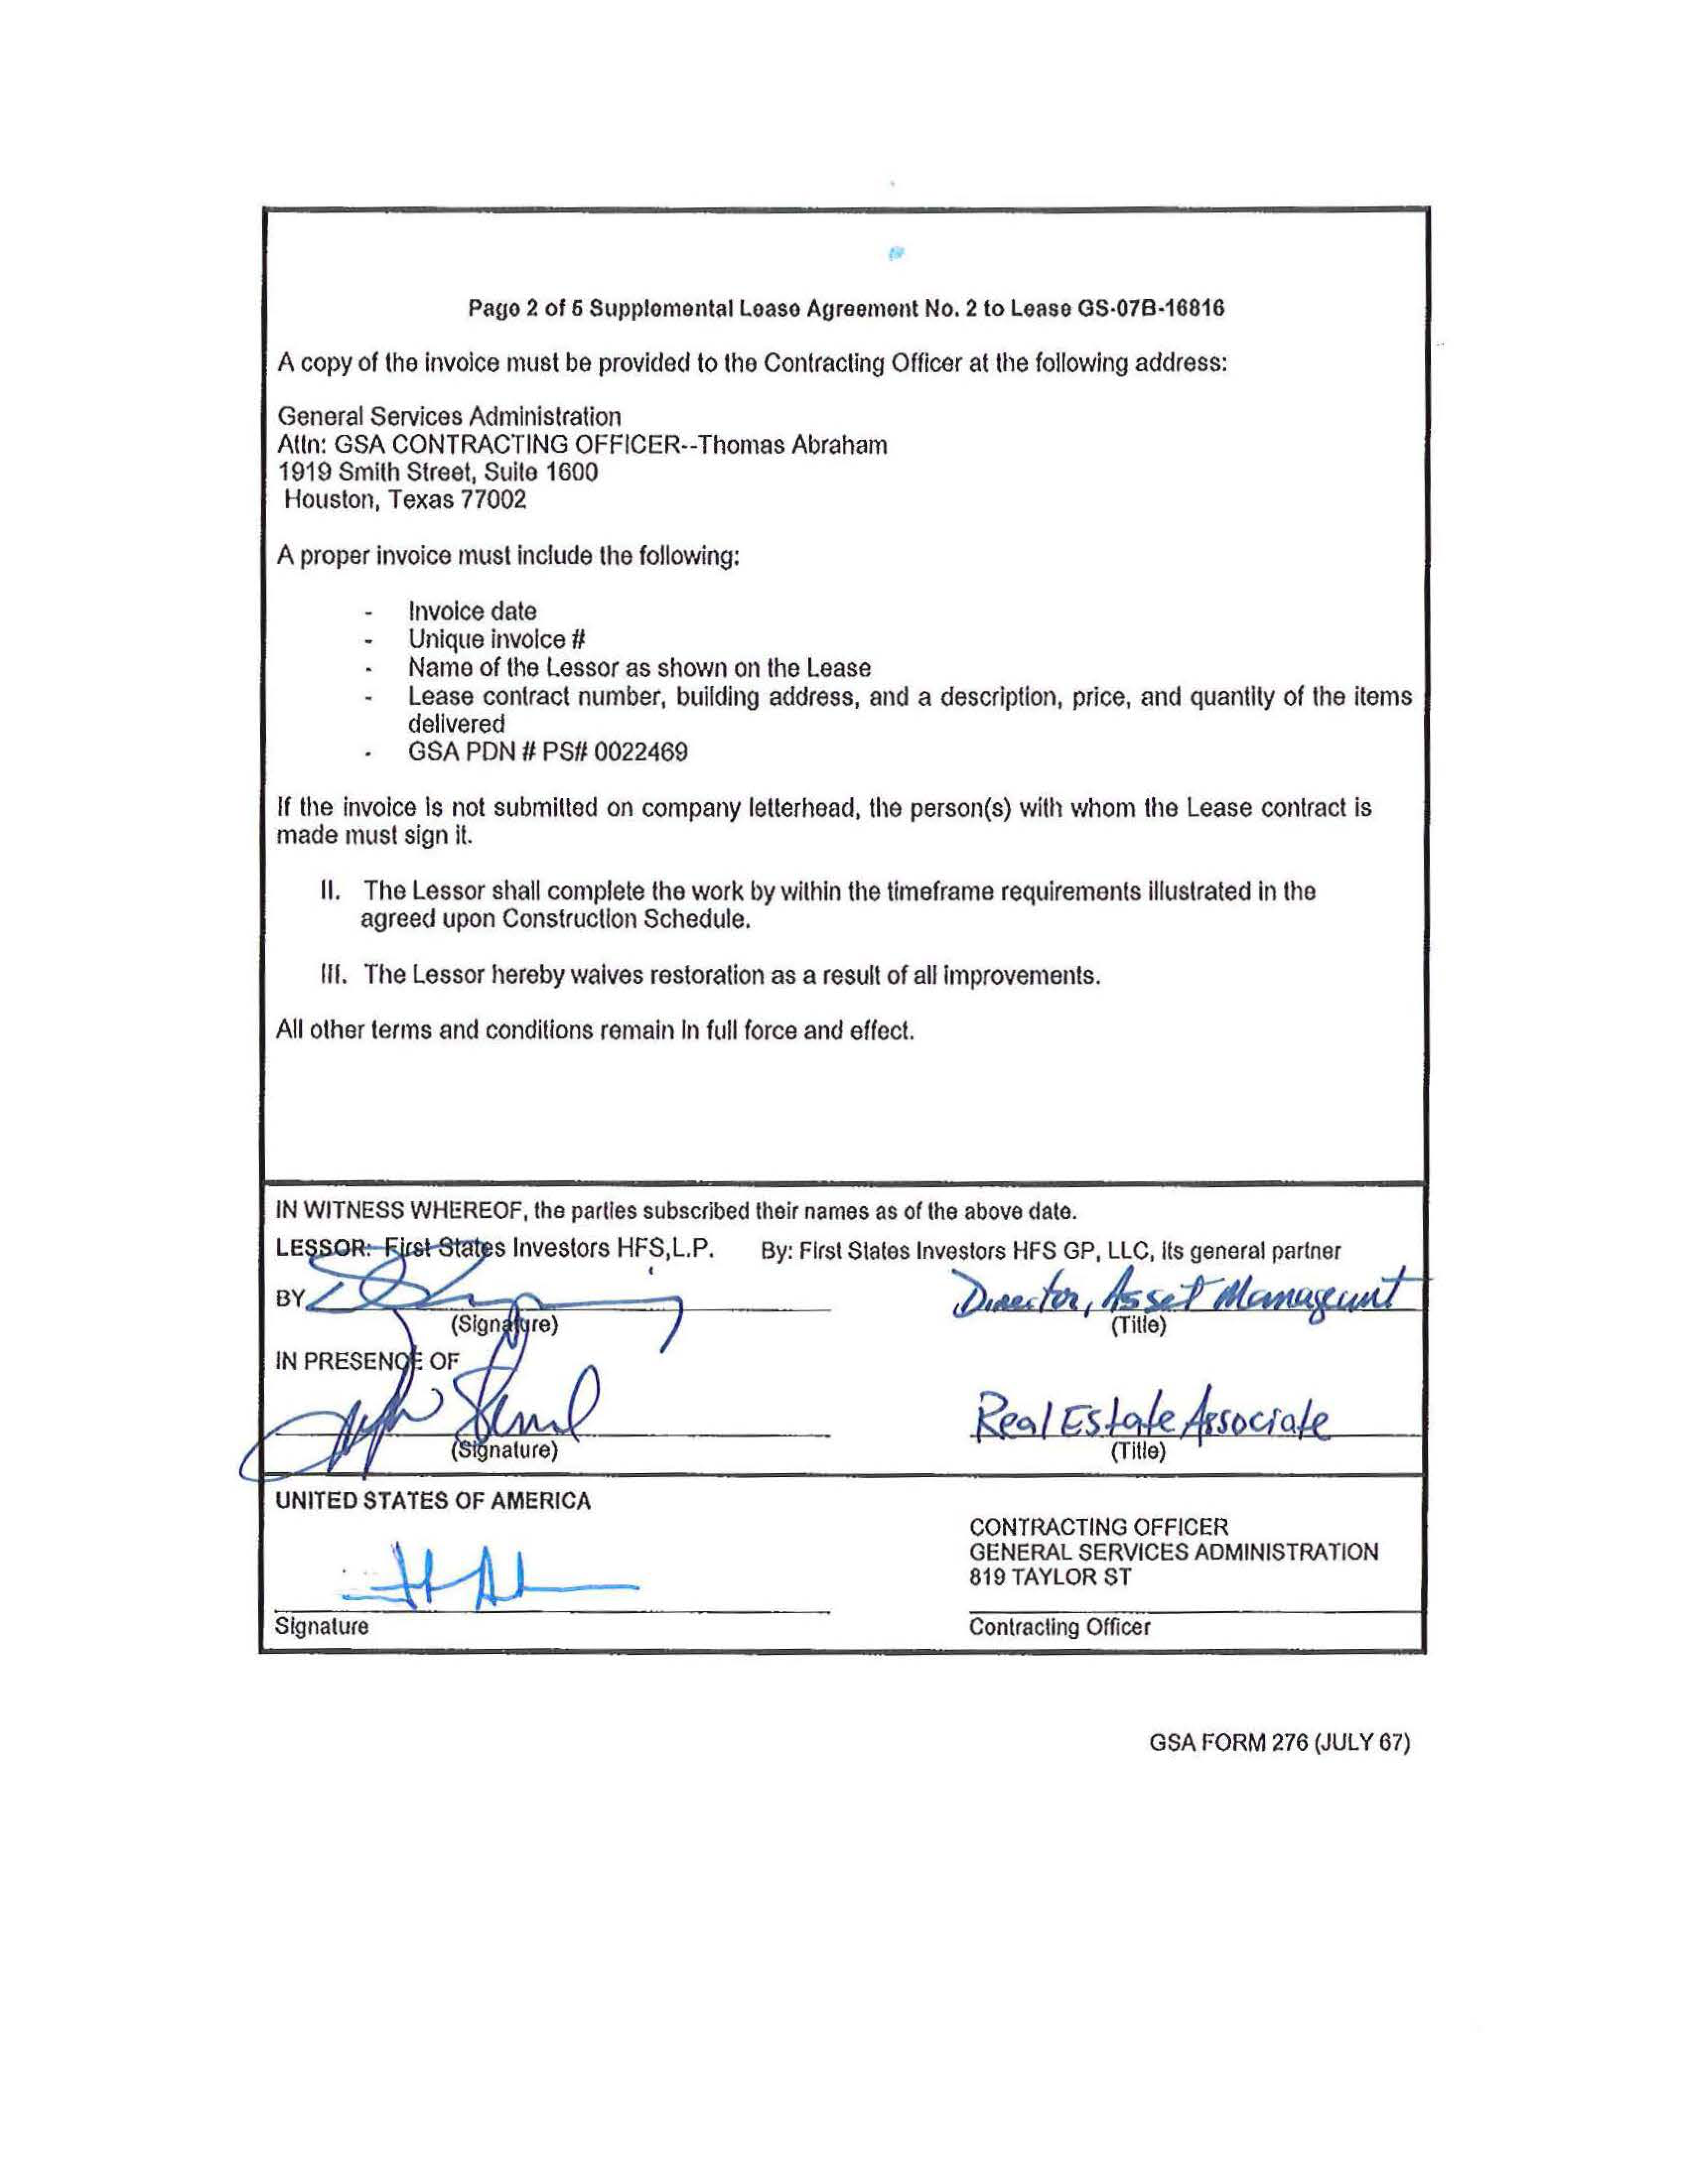 Page 2 of 5 Supplemental Lease Agreement No. 2 to Lease GS-07B-16816
A copy of the invoice must be provided to the Contracting Officer at the following address:
General Services Administration
Attn: GSA CONTRACTING OFFICER--Thomas Abraham
1919 Smith Street, Suite 1600
Houston, Texas 77002
A proper invoice must include the following:
- Invoice date
- Unique invoice #
- Name of the Lessor as shown on the Lease
- Lease contract number, building address, and a description, price, and quantity of the items
delivered
- GSA PDN # PS# 0022469
If the invoice is not submitted on company letterhead, the person(s) with whom the Lease contract is
made must sign it.
II. The Lessor shall complete the work by within the timeframe requirements illustrated in the
agreed upon Construction Schedule.
III. The Lessor hereby waives restoration as a result of all improvements.
All other terms and conditions remain in full force and effect.
IN WITNESS WHEREOF, the parties subscribed their names as of the above date.
LESSOR: First States Investors HFS,L.P. By: First States Investors HFS GP, LLC, its general partner
BY Director, Asset Management
(Signature) (Title)
IN PRESENCE OF
Real Estate Associate
(Signature) (Title)
UNITED STATES OF AMERICA
CONTRACTING OFFICER
GENERAL SERVICES ADMINISTRATION
819 TAYLOR ST
Signature Contracting Officer
GSA FORM 276 (JULY 67)